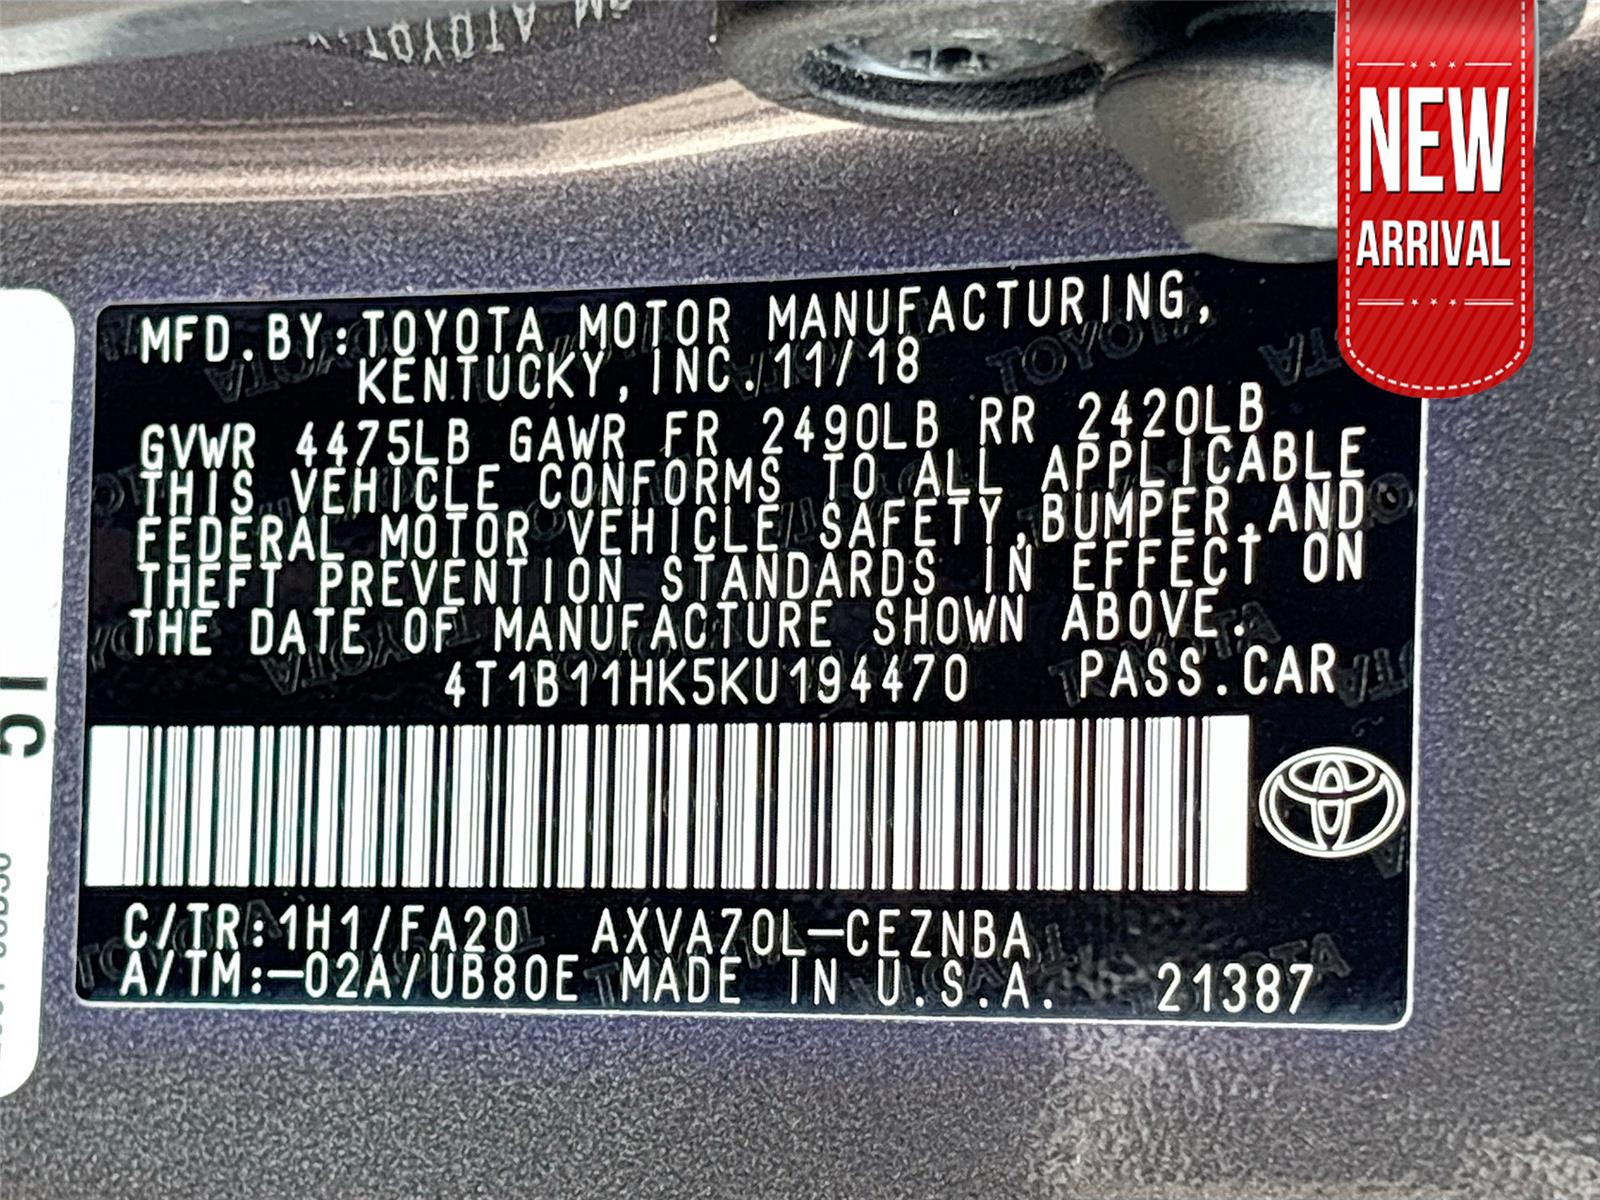 NEW
ARRIVAL
MFD.BY:TOYOTA MOTOR MANUFACTURING,
KENTUCKY, INC. 11/18
GVWR 4475LB GAWR FR 2490LB RR 2420LB
THIS VEHICLE CONFORMS TO ALL APPLICABLE
FEDERAL MOTOR VEHICLE SAFETY,BUMPER,AND
THEFT PREVENTION STANDARDS IN EFFECT ON
THE DATE OF MANUFACTURE SHOWN ABOVE.
4T1B11HK5KU194470 PASS.CAR
C/TR:1H1/FA20 AXVA70L-CEZNBA
A/TM:-02A/UB80E MADE IN U.S.A. 21387